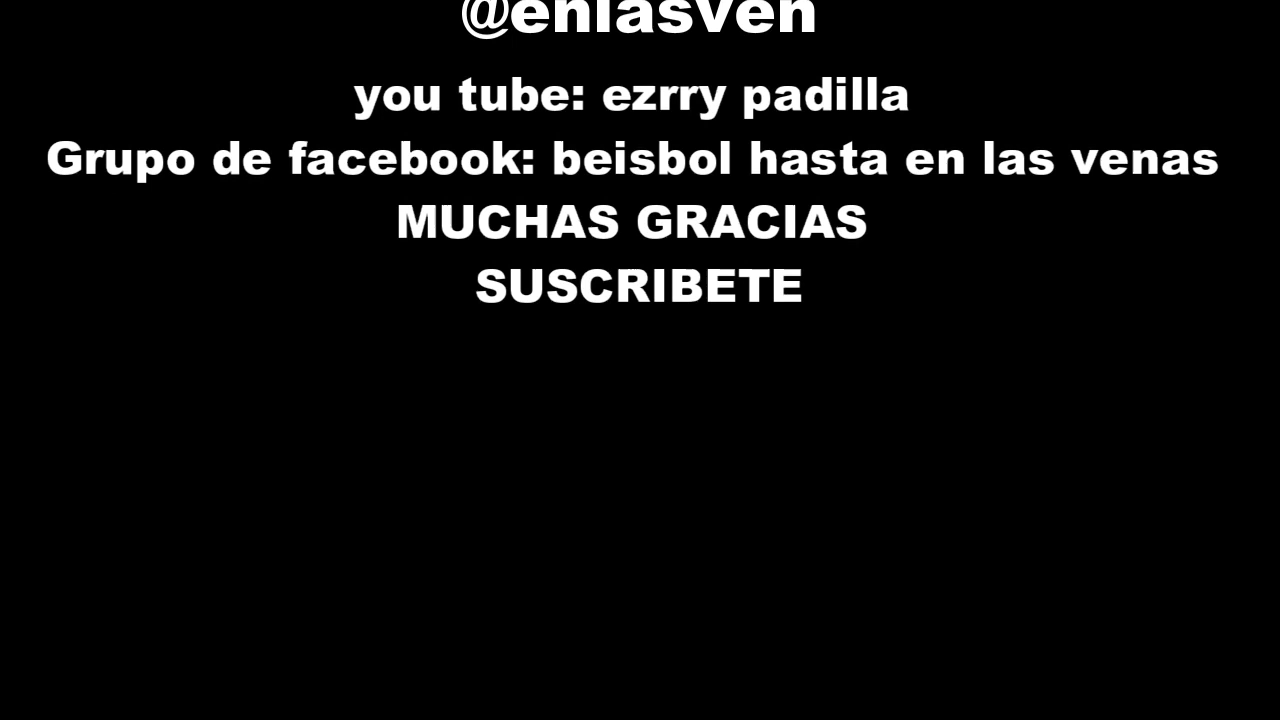 @enlasven
you tube: ezrry padilla
Grupo de facebook: beisbol hasta en las venas
MUCHAS GRACIAS
SUSCRIBETE